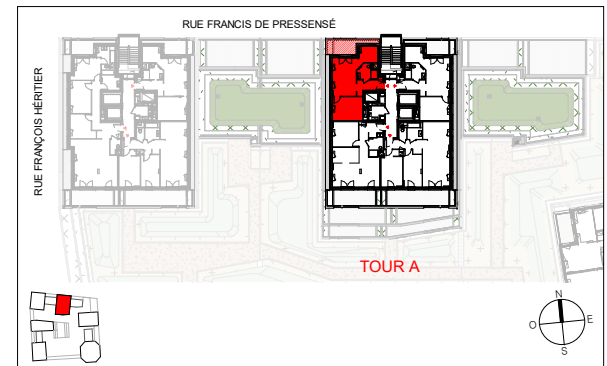 RUE FRANCIS DE PRESSENSÉ
RUE FRANÇOIS HÉRITIER
TOUR A
N
O
E
S